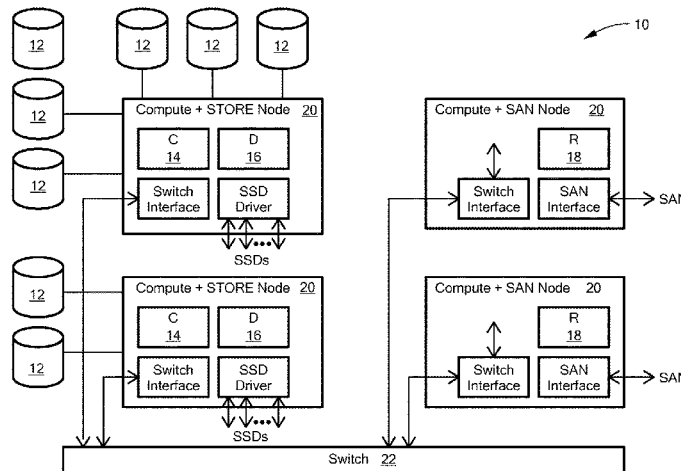 10
12
12
12
12
12
Compute + STORE Node 20
Compute + SAN Node 20
C
14
D
16
R
18
12
Switch
Interface
SSD
Driver
Switch
Interface
SAN
Interface
SAN
SSDs
12
Compute + STORE Node 20
Compute + SAN Node 20
C
14
D
16
R
18
12
Switch
Interface
SSD
Driver
Switch
Interface
SAN
Interface
SAN
SSDs
Switch 22